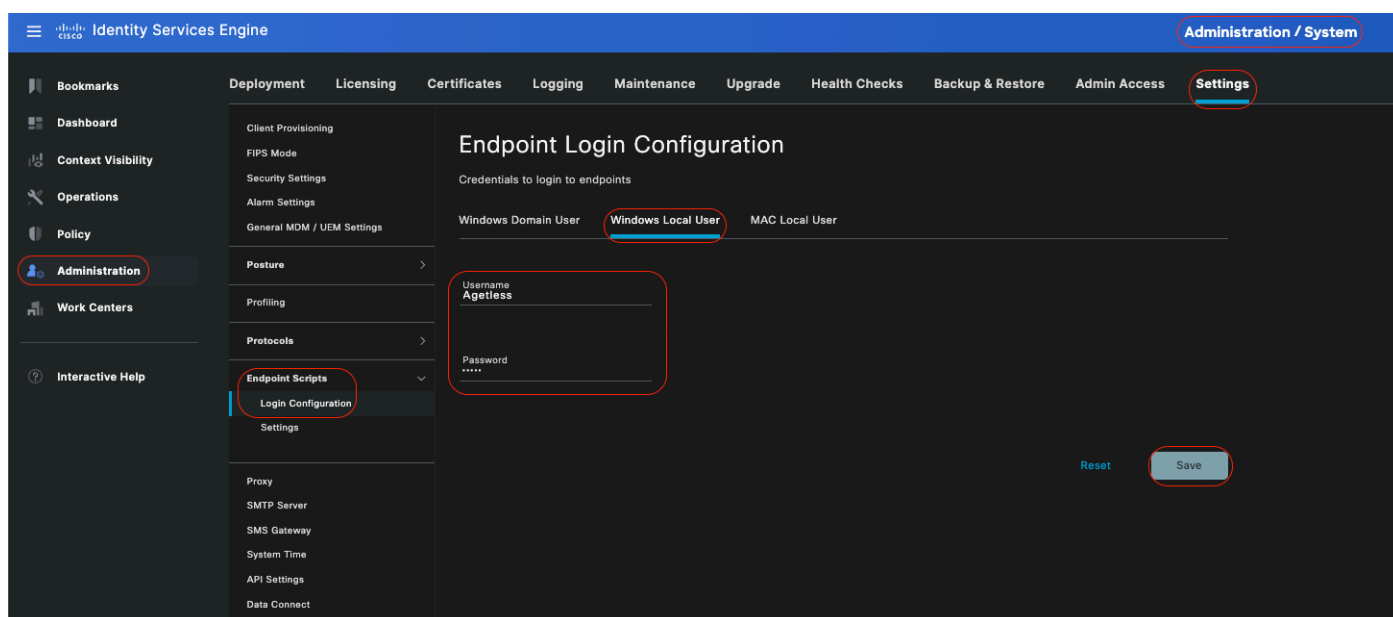 cisco Identity Services Engine
Administration / System
Bookmarks
Dashboard
Context Visibility
Operations
Policy
Administration
Work Centers
Interactive Help
Deployment Licensing Certificates Logging Maintenance Upgrade Health Checks Backup & Restore Admin Access Settings
Client Provisioning
FIPS Mode
Security Settings
Alarm Settings
General MDM / UEM Settings
Posture
Profiling
Protocols
Endpoint Scripts
Login Configuration
Settings
Proxy
SMTP Server
SMS Gateway
System Time
API Settings
Data Connect
Endpoint Login Configuration
Credentials to login to endpoints
Windows Domain User Windows Local User MAC Local User
Username
Agetless
Password
•••••
Reset Save